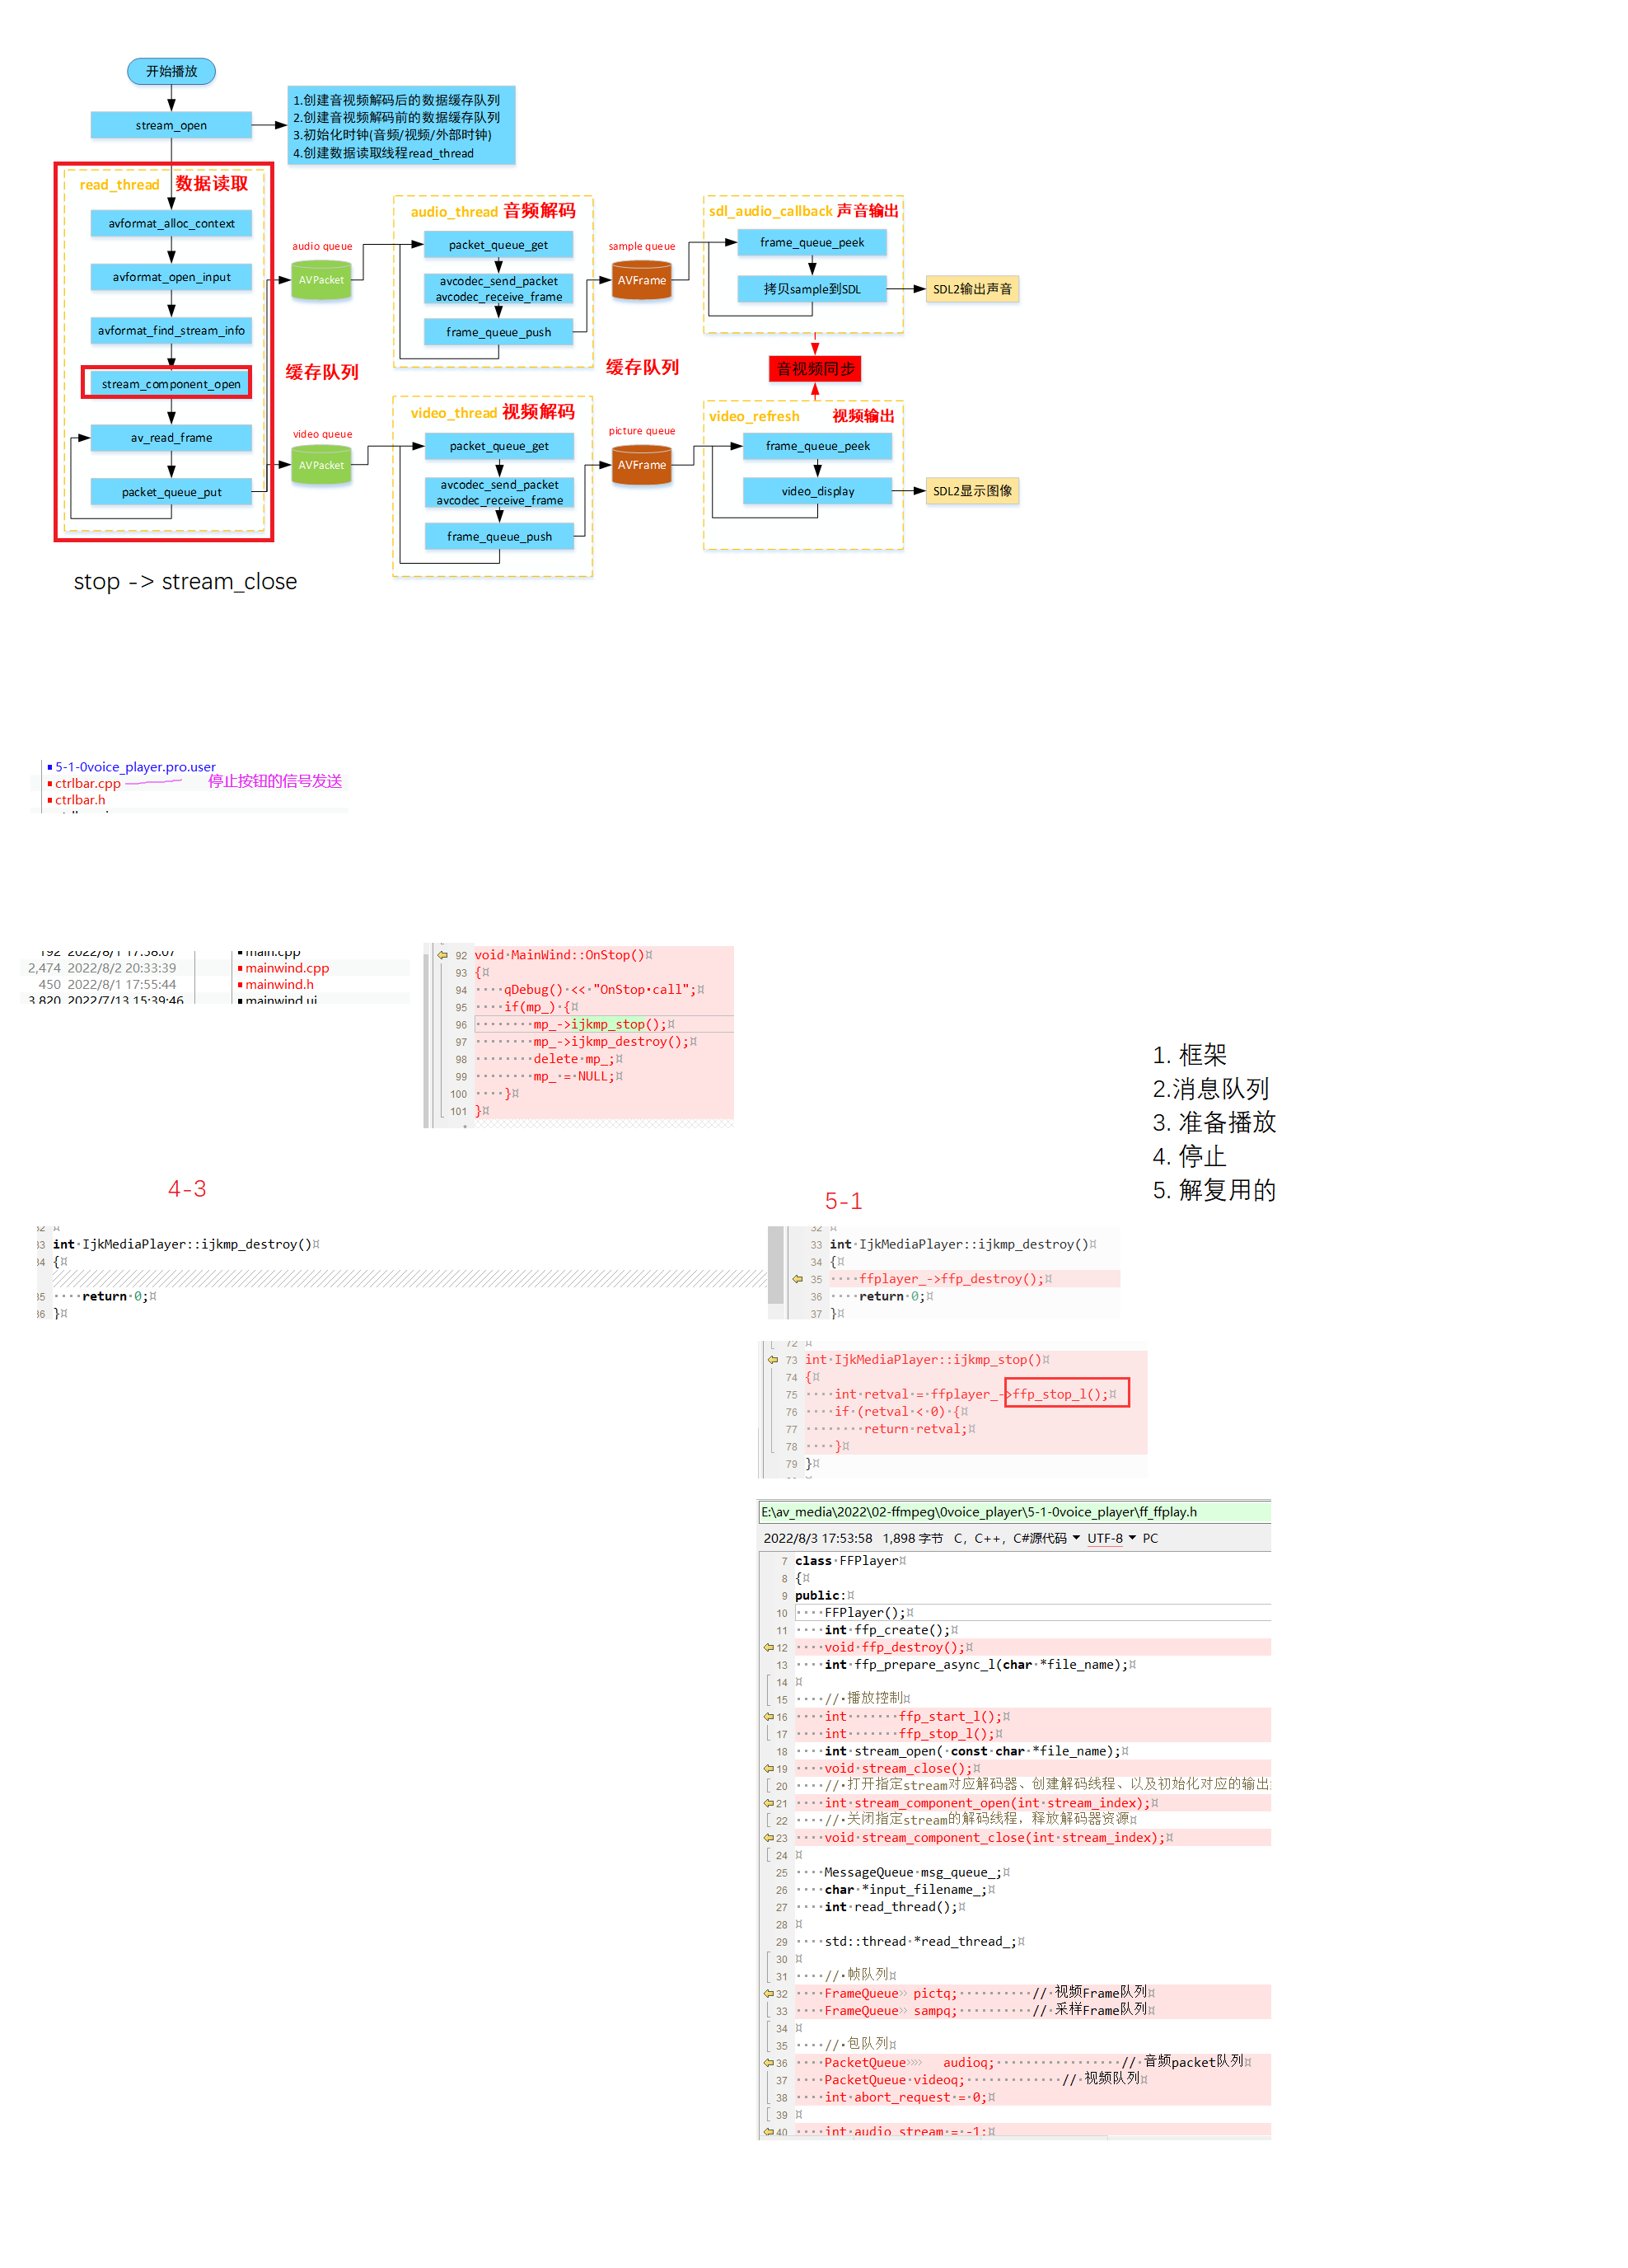 开始播放
stream_open
1.创建音视频解码后的数据缓存队列
2.创建音视频解码前的数据缓存队列
3.初始化时钟(音频/视频/外部时钟)
4.创建数据读取线程read_thread
read_thread 数据读取
avformat_alloc_context
avformat_open_input
avformat_find_stream_info
stream_component_open
av_read_frame
packet_queue_put
audio queue
AVPacket
缓存队列
video queue
AVPacket
audio_thread 音频解码
packet_queue_get
avcodec_send_packet
avcodec_receive_frame
frame_queue_push
video_thread 视频解码
packet_queue_get
avcodec_send_packet
avcodec_receive_frame
frame_queue_push
sample queue
AVFrame
缓存队列
picture queue
AVFrame
sdl_audio_callback 声音输出
frame_queue_peek
拷贝sample到SDL
SDL2输出声音
音视频同步
video_refresh 视频输出
frame_queue_peek
video_display
SDL2显示图像
stop -> stream_close
5-1-0voice_player.pro.user
ctrlbar.cpp 停止按钮的信号发送
ctrlbar.h
192 2022/8/1 17:58:07 main.cpp
2,474 2022/8/2 20:33:39 mainwind.cpp
450 2022/8/1 17:55:44 mainwind.h
3,820 2022/7/13 15:39:46 mainwind.ui
92 void MainWind::OnStop()
93 {
94 qDebug() << "OnStop call";
95 if(mp_) {
96 mp_->ijkmp_stop();
97 mp_->ijkmp_destroy();
98 delete mp_;
99 mp_ = NULL;
100 }
101 }
1. 框架
2.消息队列
3. 准备播放
4. 停止
5. 解复用的
4-3
5-1
32
33 int IjkMediaPlayer::ijkmp_destroy()
34 {
35 return 0;
36 }
32
33 int IjkMediaPlayer::ijkmp_destroy()
34 {
35 ffplayer_->ffp_destroy();
36 return 0;
37 }
72
73 int IjkMediaPlayer::ijkmp_stop()
74 {
75 int retval = ffplayer_->ffp_stop_l();
76 if (retval < 0) {
77 return retval;
78 }
79 }
E:\av_media\2022\02-ffmpeg\0voice_player\5-1-0voice_player\ff_ffplay.h
2022/8/3 17:53:58 1,898 字节 C，C++，C#源代码 UTF-8 PC
7 class FFPlayer
8 {
9 public:
10 FFPlayer();
11 int ffp_create();
12 void ffp_destroy();
13 int ffp_prepare_async_l(char *file_name);
14
15 // 播放控制
16 int ffp_start_l();
17 int ffp_stop_l();
18 int stream_open( const char *file_name);
19 void stream_close();
20 // 打开指定stream对应解码器、创建解码线程、以及初始化对应的输出
21 int stream_component_open(int stream_index);
22 // 关闭指定stream的解码线程，释放解码器资源
23 void stream_component_close(int stream_index);
24
25 MessageQueue msg_queue_;
26 char *input_filename_;
27 int read_thread();
28
29 std::thread *read_thread_;
30
31 // 帧队列
32 FrameQueue pictq; // 视频Frame队列
33 FrameQueue sampq; // 采样Frame队列
34
35 // 包队列
36 PacketQueue audioq; // 音频packet队列
37 PacketQueue videoq; // 视频队列
38 int abort_request = 0;
39
40 int audio_stream = -1;